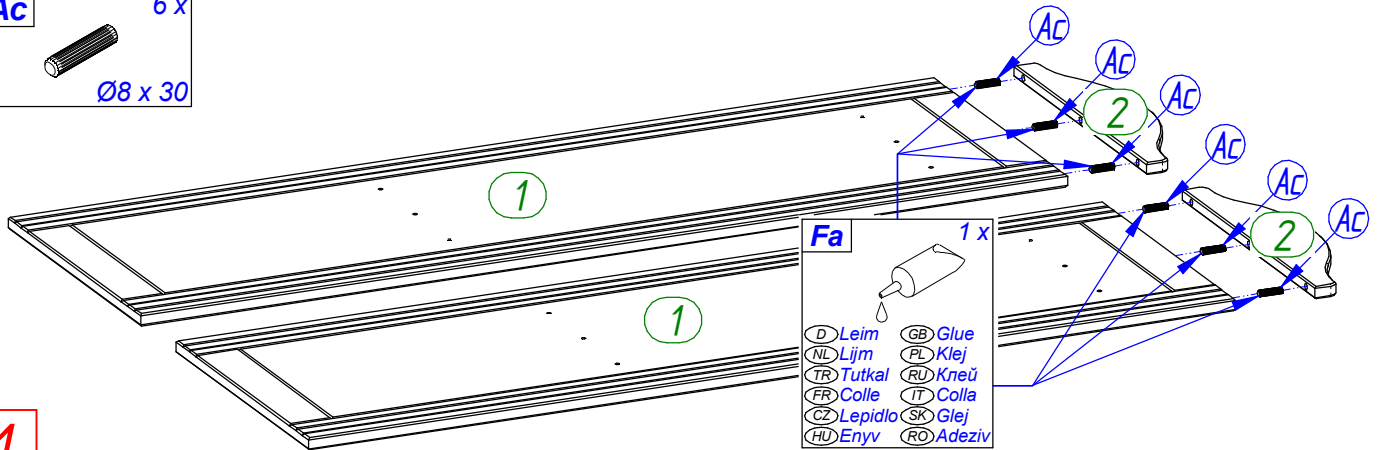 Ac 6 x
Ø8 x 30
Ac
Ac
Ac
2
1
Ac
Ac
Ac
2
1
Fa 1 x
D Leim GB Glue
NL Lijm PL Klej
TR Tutkal RU Клей
FR Colle IT Colla
CZ Lepidlo SK Glej
HU Enyv RO Adeziv
1